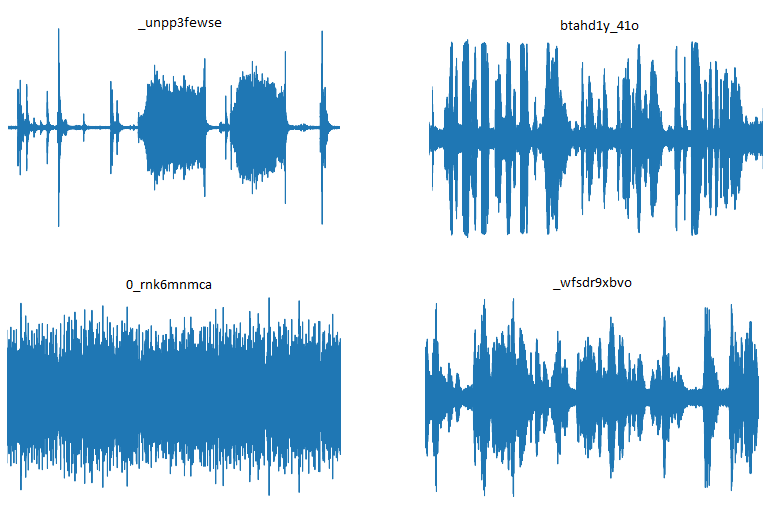 _unpp3fewse
btahd1y_41o
0_rnk6mnmca
_wfsdr9xbvo